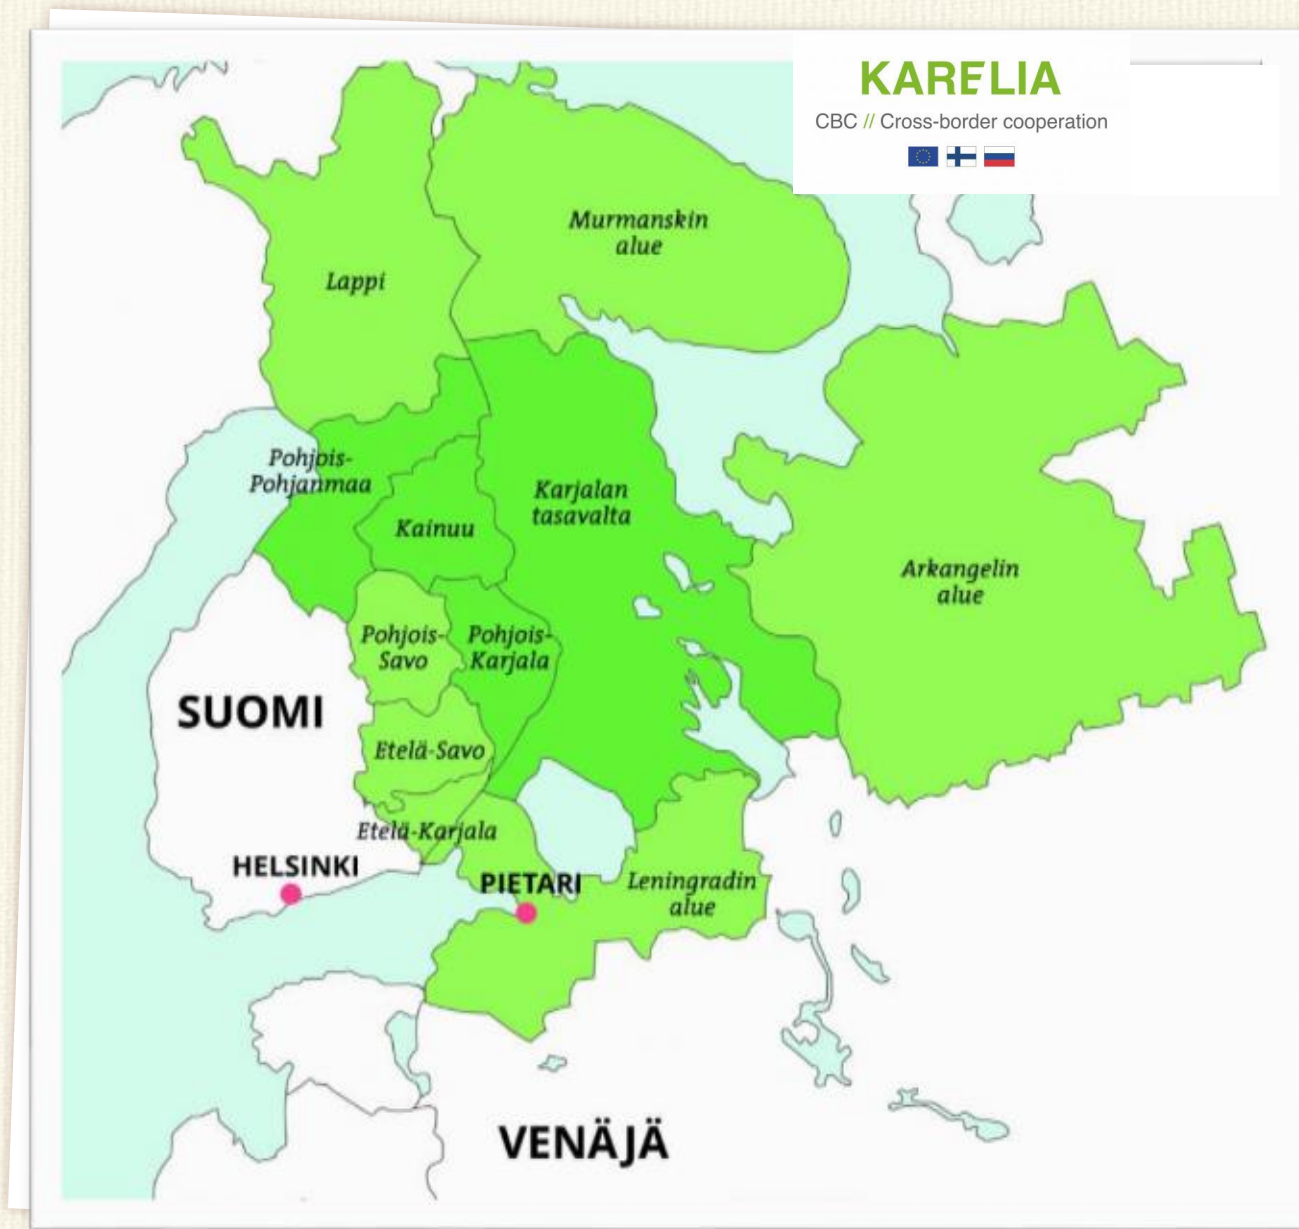 KARELIA
CBC // Cross-border cooperation
Murmanskin
alue
Lappi
Pohjois-
Pohjanmaa
Karjalan
tasavalta
Kainuu
Arkangelin
alue
Pohjois-
Savo
Pohjois-
Karjala
SUOMI
Etelä-Savo
Etelä-Karjala
HELSINKI
PIETARI
Leningradin
alue
VENÄJÄ